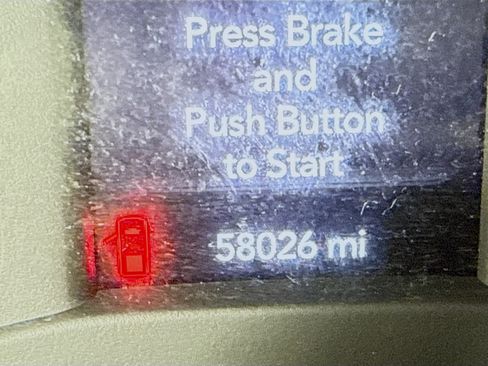 Press Brake
and
Push Button
to Start
58026 mi